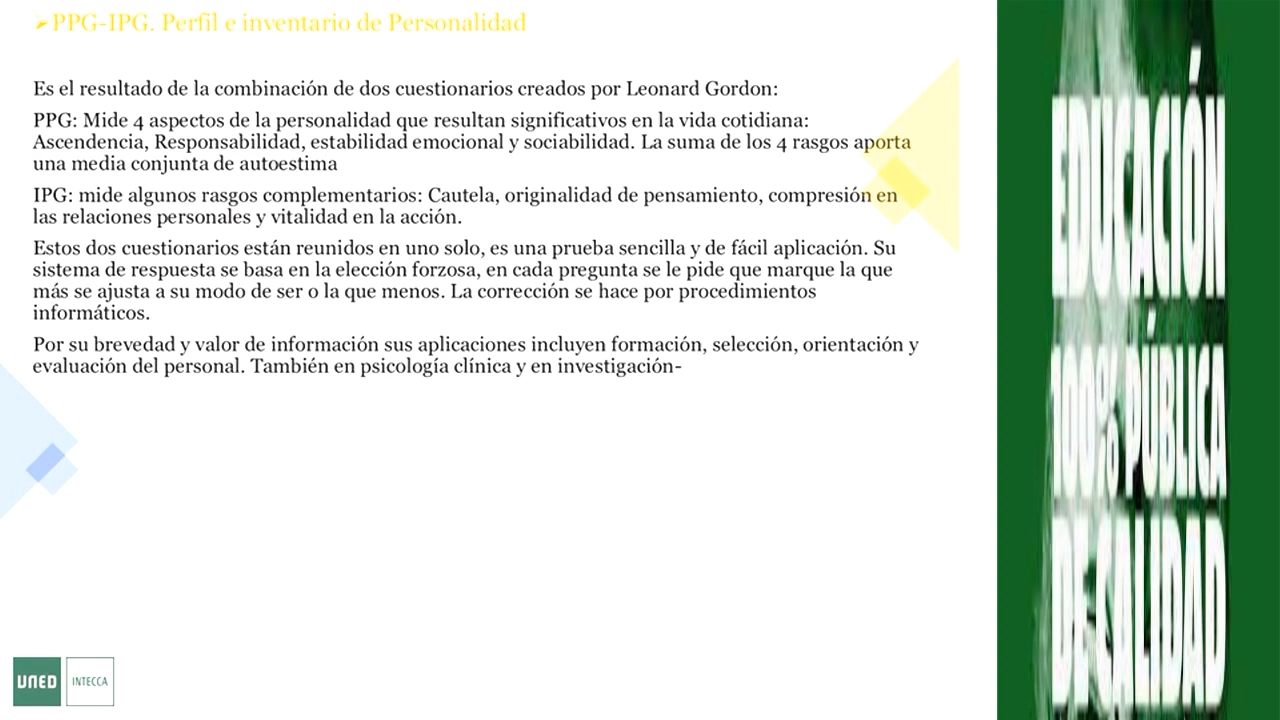 PPG-IPG. Perfil e inventario de Personalidad
Es el resultado de la combinación de dos cuestionarios creados por Leonard Gordon:
PPG: Mide 4 aspectos de la personalidad que resultan significativos en la vida cotidiana:
Ascendencia, Responsabilidad, estabilidad emocional y sociabilidad. La suma de los 4 rasgos aporta
una media conjunta de autoestima
IPG: mide algunos rasgos complementarios: Cautela, originalidad de pensamiento, compresión en
las relaciones personales y vitalidad en la acción.
Estos dos cuestionarios están reunidos en uno solo, es una prueba sencilla y de fácil aplicación. Su
sistema de respuesta se basa en la elección forzosa, en cada pregunta se le pide que marque la que
más se ajusta a su modo de ser o la que menos. La corrección se hace por procedimientos
informáticos.
Por su brevedad y valor de información sus aplicaciones incluyen formación, selección, orientación y
evaluación del personal. También en psicología clínica y en investigación-
EDUCACIÓN
100% PÚBLICA
DE CALIDAD
UNED
INTECCA